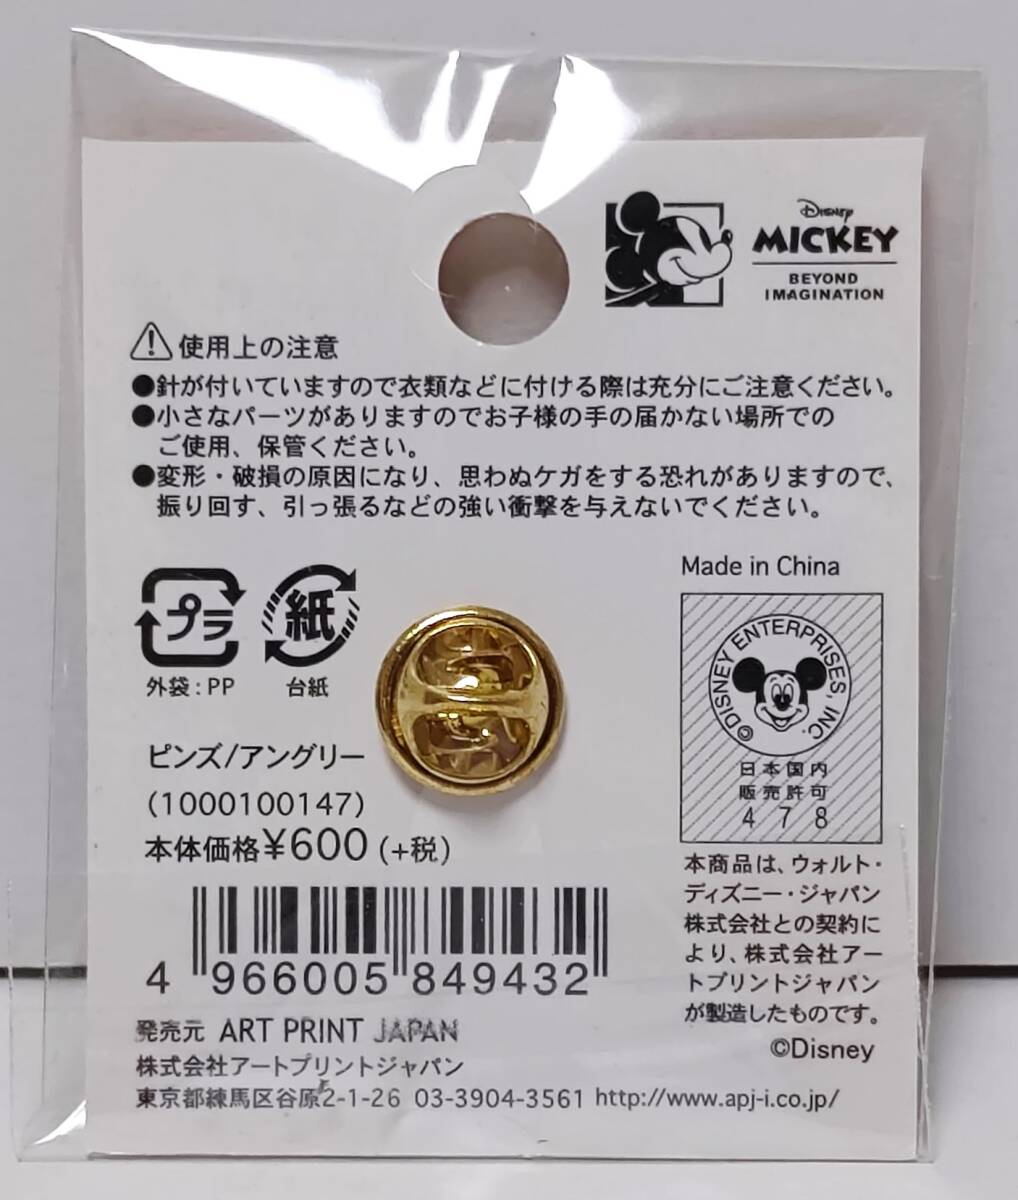 Disney
MICKEY
BEYOND
IMAGINATION
使用上の注意
●針が付いていますので衣類などに付ける際は充分にご注意ください。
●小さなパーツがありますのでお子様の手の届かない場所での
ご使用、保管ください。
●変形・破損の原因になり、思わぬケガをする恐れがありますので、
振り回す、引っ張るなどの強い衝撃を与えないでください。
プラ
外袋:PP
紙
台紙
ピンズ/アングリー
(1000100147)
本体価格¥600 (+税)
4 966005 849432
発売元 ART PRINT JAPAN
株式会社アートプリントジャパン
東京都練馬区谷原2-1-26 03-3904-3561 http://www.apj-i.co.jp/
Made in China
©DISNEY ENTERPRISES, INC.
日本国内
販売許可
478
本商品は、ウォルト・
ディズニー・ジャパン
株式会社との契約に
より、株式会社アー
トプリントジャパン
が製造したものです。
©Disney